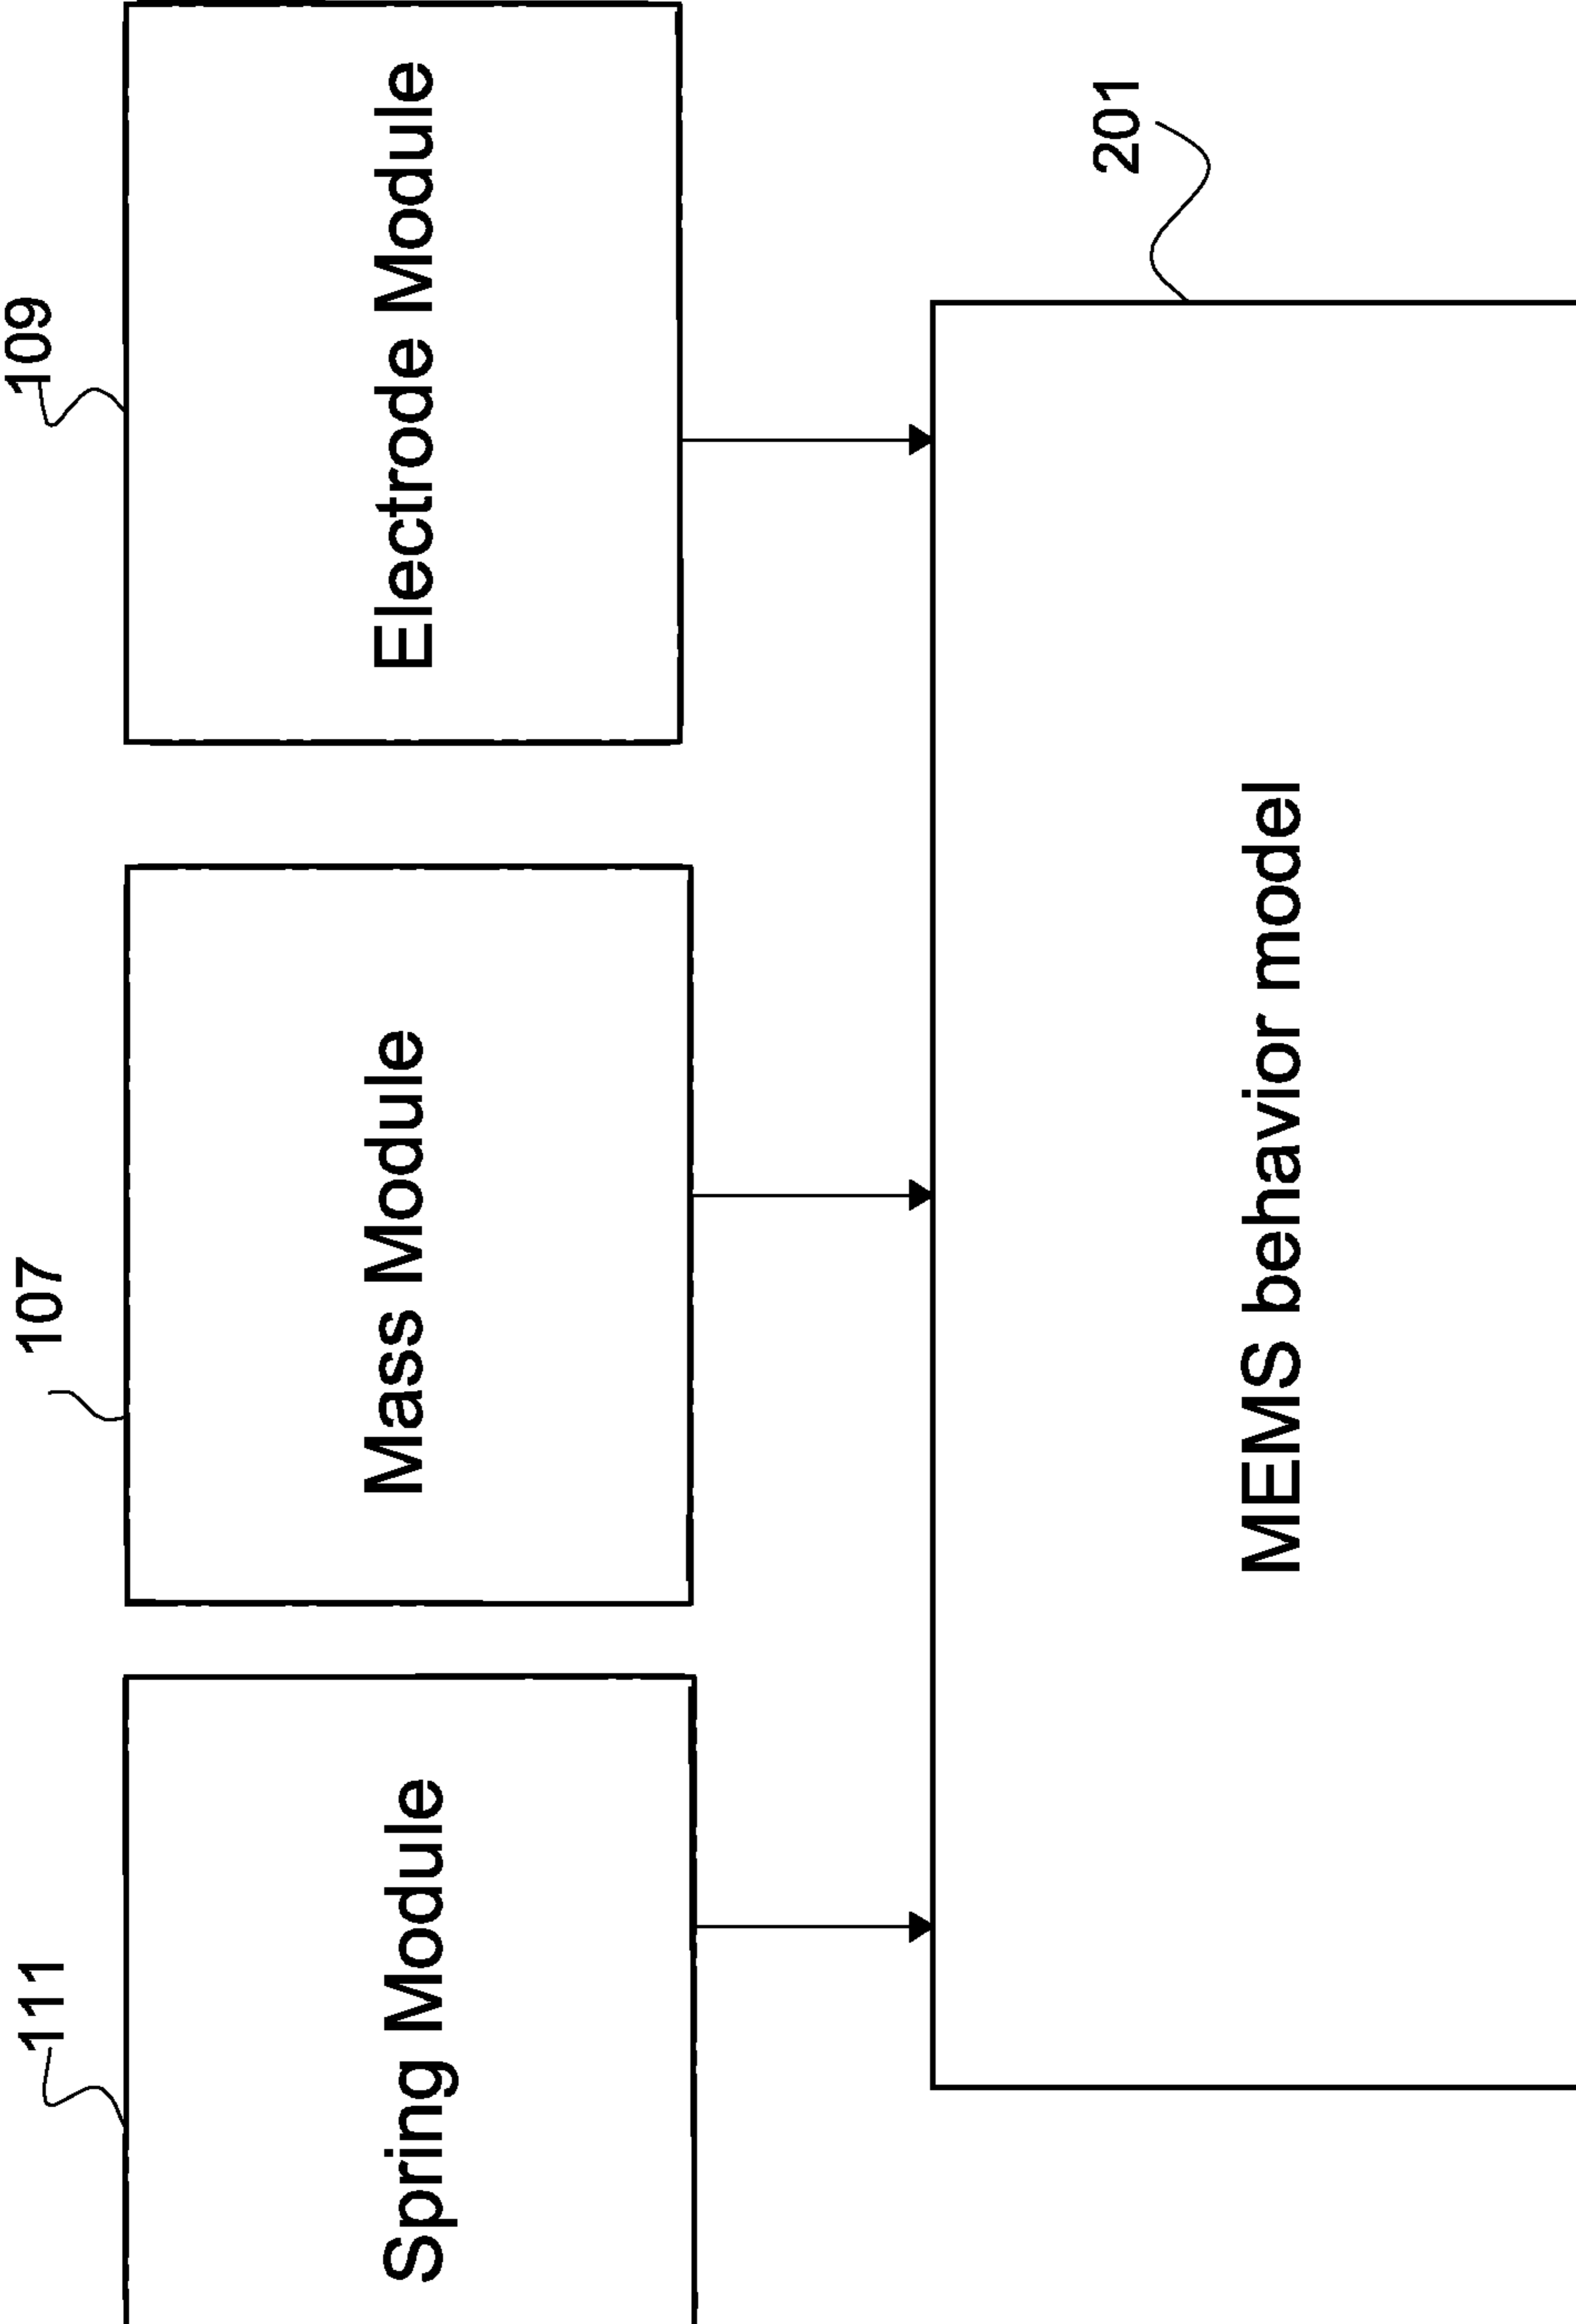 111
107
109
Spring Module
Mass Module
Electrode Module
201
MEMS behavior model